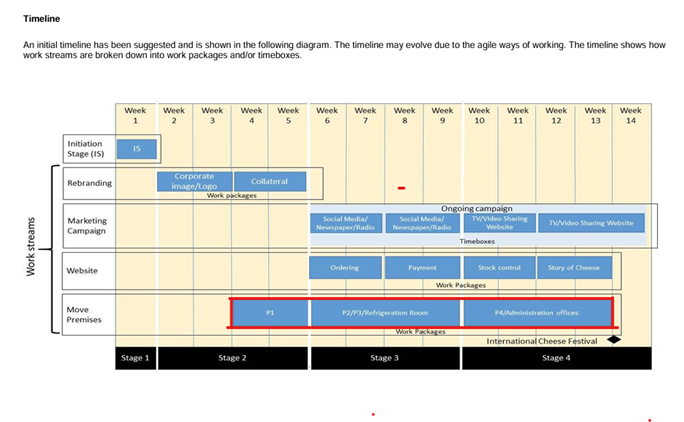 Timeline
An initial timeline has been suggested and is shown in the following diagram. The timeline may evolve due to the agile ways of working. The timeline shows how
work streams are broken down into work packages and/or timeboxes.
Week 1
Week 2
Week 3
Week 4
Week 5
Week 6
Week 7
Week 8
Week 9
Week 10
Week 11
Week 12
Week 13
Week 14
Initiation
Stage (IS)
IS
Work streams
Rebranding
Corporate
image/Logo
Collateral
Work packages
Marketing
Campaign
Ongoing campaign
Social Media/
Newspaper/Radio
Social Media/
Newspaper/Radio
TV/Video Sharing
Website
TV/Video Sharing Website
Timeboxes
Website
Ordering
Payment
Stock control
Story of Cheese
Work Packages
Move
Premises
P1
P2/P3/Refrigeration Room
P4/Administration offices
Work Packages
International Cheese Festival
Stage 1
Stage 2
Stage 3
Stage 4